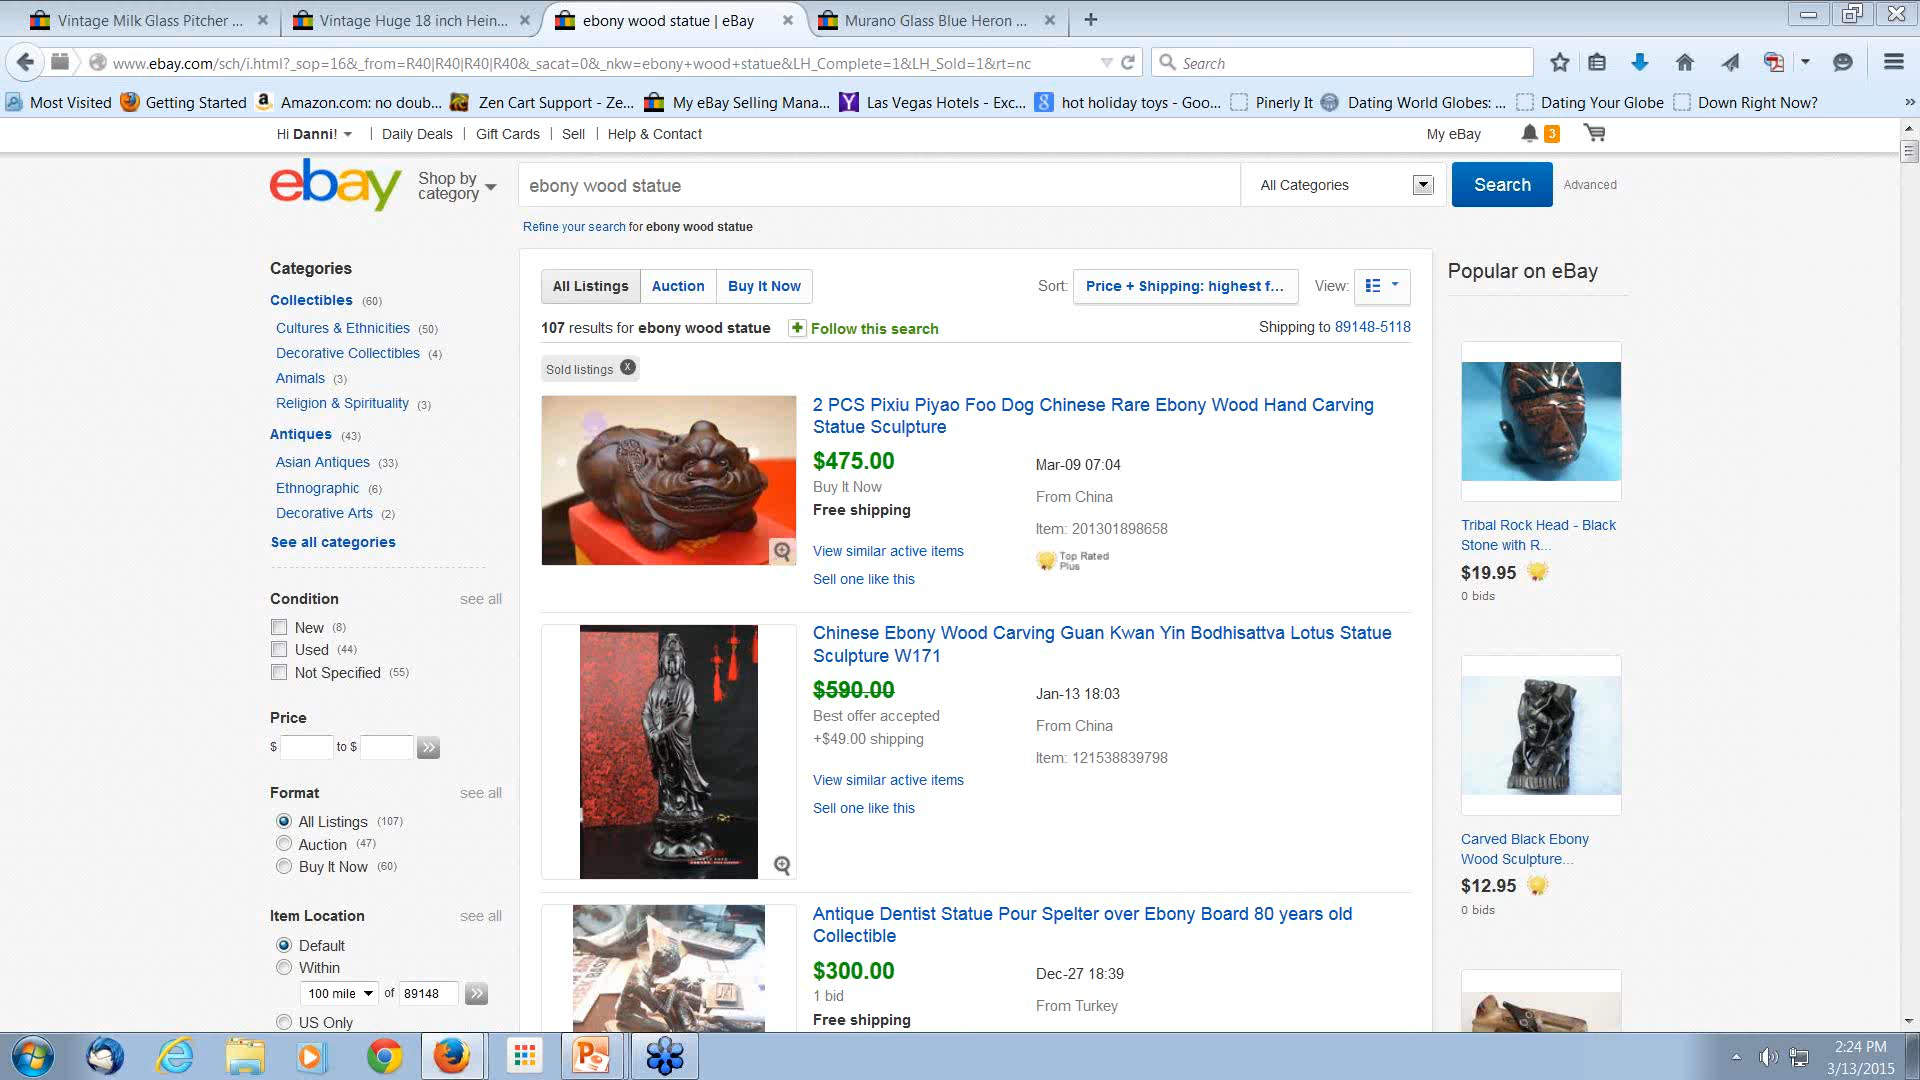 Vintage Milk Glass Pitcher ...
Vintage Huge 18 inch Hein...
ebony wood statue | eBay
Murano Glass Blue Heron ...
www.ebay.com/sch/i.html?_sop=16&_from=R40|R40|R40|R40&_sacat=0&_nkw=ebony+wood+statue&LH_Complete=1&LH_Sold=1&rt=nc
Search
Most Visited
Getting Started
Amazon.com: no doub...
Zen Cart Support - Ze...
My eBay Selling Mana...
Las Vegas Hotels - Exc...
hot holiday toys - Goo...
Pinerly It
Dating World Globes: ...
Dating Your Globe
Down Right Now?
Hi Danni!
Daily Deals
Gift Cards
Sell
Help & Contact
My eBay
3
ebay
Shop by
category
ebony wood statue
All Categories
Search
Advanced
Refine your search for ebony wood statue
Categories
Collectibles (60)
Cultures & Ethnicities (50)
Decorative Collectibles (4)
Animals (3)
Religion & Spirituality (3)
Antiques (43)
Asian Antiques (33)
Ethnographic (6)
Decorative Arts (2)
See all categories
Condition
see all
New (8)
Used (44)
Not Specified (55)
Price
$ to $
Format
see all
All Listings (107)
Auction (47)
Buy It Now (60)
Item Location
see all
Default
Within
100 mile of 89148
US Only
All Listings
Auction
Buy It Now
Sort:
Price + Shipping: highest f...
View:
107 results for ebony wood statue
Follow this search
Shipping to 89148-5118
Sold listings X
2 PCS Pixiu Piyao Foo Dog Chinese Rare Ebony Wood Hand Carving
Statue Sculpture
$475.00
Buy It Now
Free shipping
View similar active items
Sell one like this
Mar-09 07:04
From China
Item: 201301898658
Top Rated
Plus
Chinese Ebony Wood Carving Guan Kwan Yin Bodhisattva Lotus Statue
Sculpture W171
$590.00
Best offer accepted
+$49.00 shipping
View similar active items
Sell one like this
Jan-13 18:03
From China
Item: 121538839798
Antique Dentist Statue Pour Spelter over Ebony Board 80 years old
Collectible
$300.00
1 bid
Free shipping
Dec-27 18:39
From Turkey
Popular on eBay
Tribal Rock Head - Black
Stone with R...
$19.95
0 bids
Carved Black Ebony
Wood Sculpture...
$12.95
0 bids
2:24 PM
3/13/2015